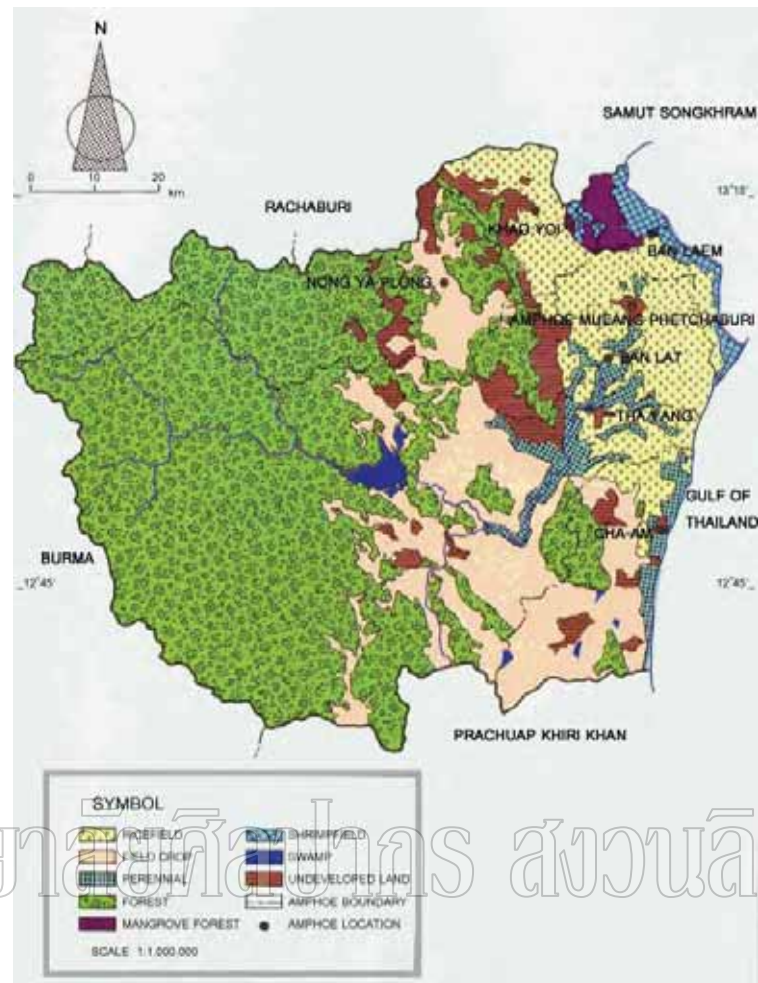 N
0 10 20
km
SAMUT SONGKHRAM
13°15'
RACHABURI
KHAO YOI
BAN LAEM
NONG YA PLONG
AMPHOE MUEANG PHETCHABURI
BAN LAT
THA YANG
GULF OF
THAILAND
CHA-AM
BURMA
12°45'
12°45'
PRACHUAP KHIRI KHAN
SYMBOL
RICEFIELD
FIELD CROP
PERENNIAL
FOREST
MANGROVE FOREST
SHRIMPFIELD
SWAMP
UNDEVELOPED LAND
AMPHOE BOUNDARY
AMPHOE LOCATION
SCALE 1:1.000.000